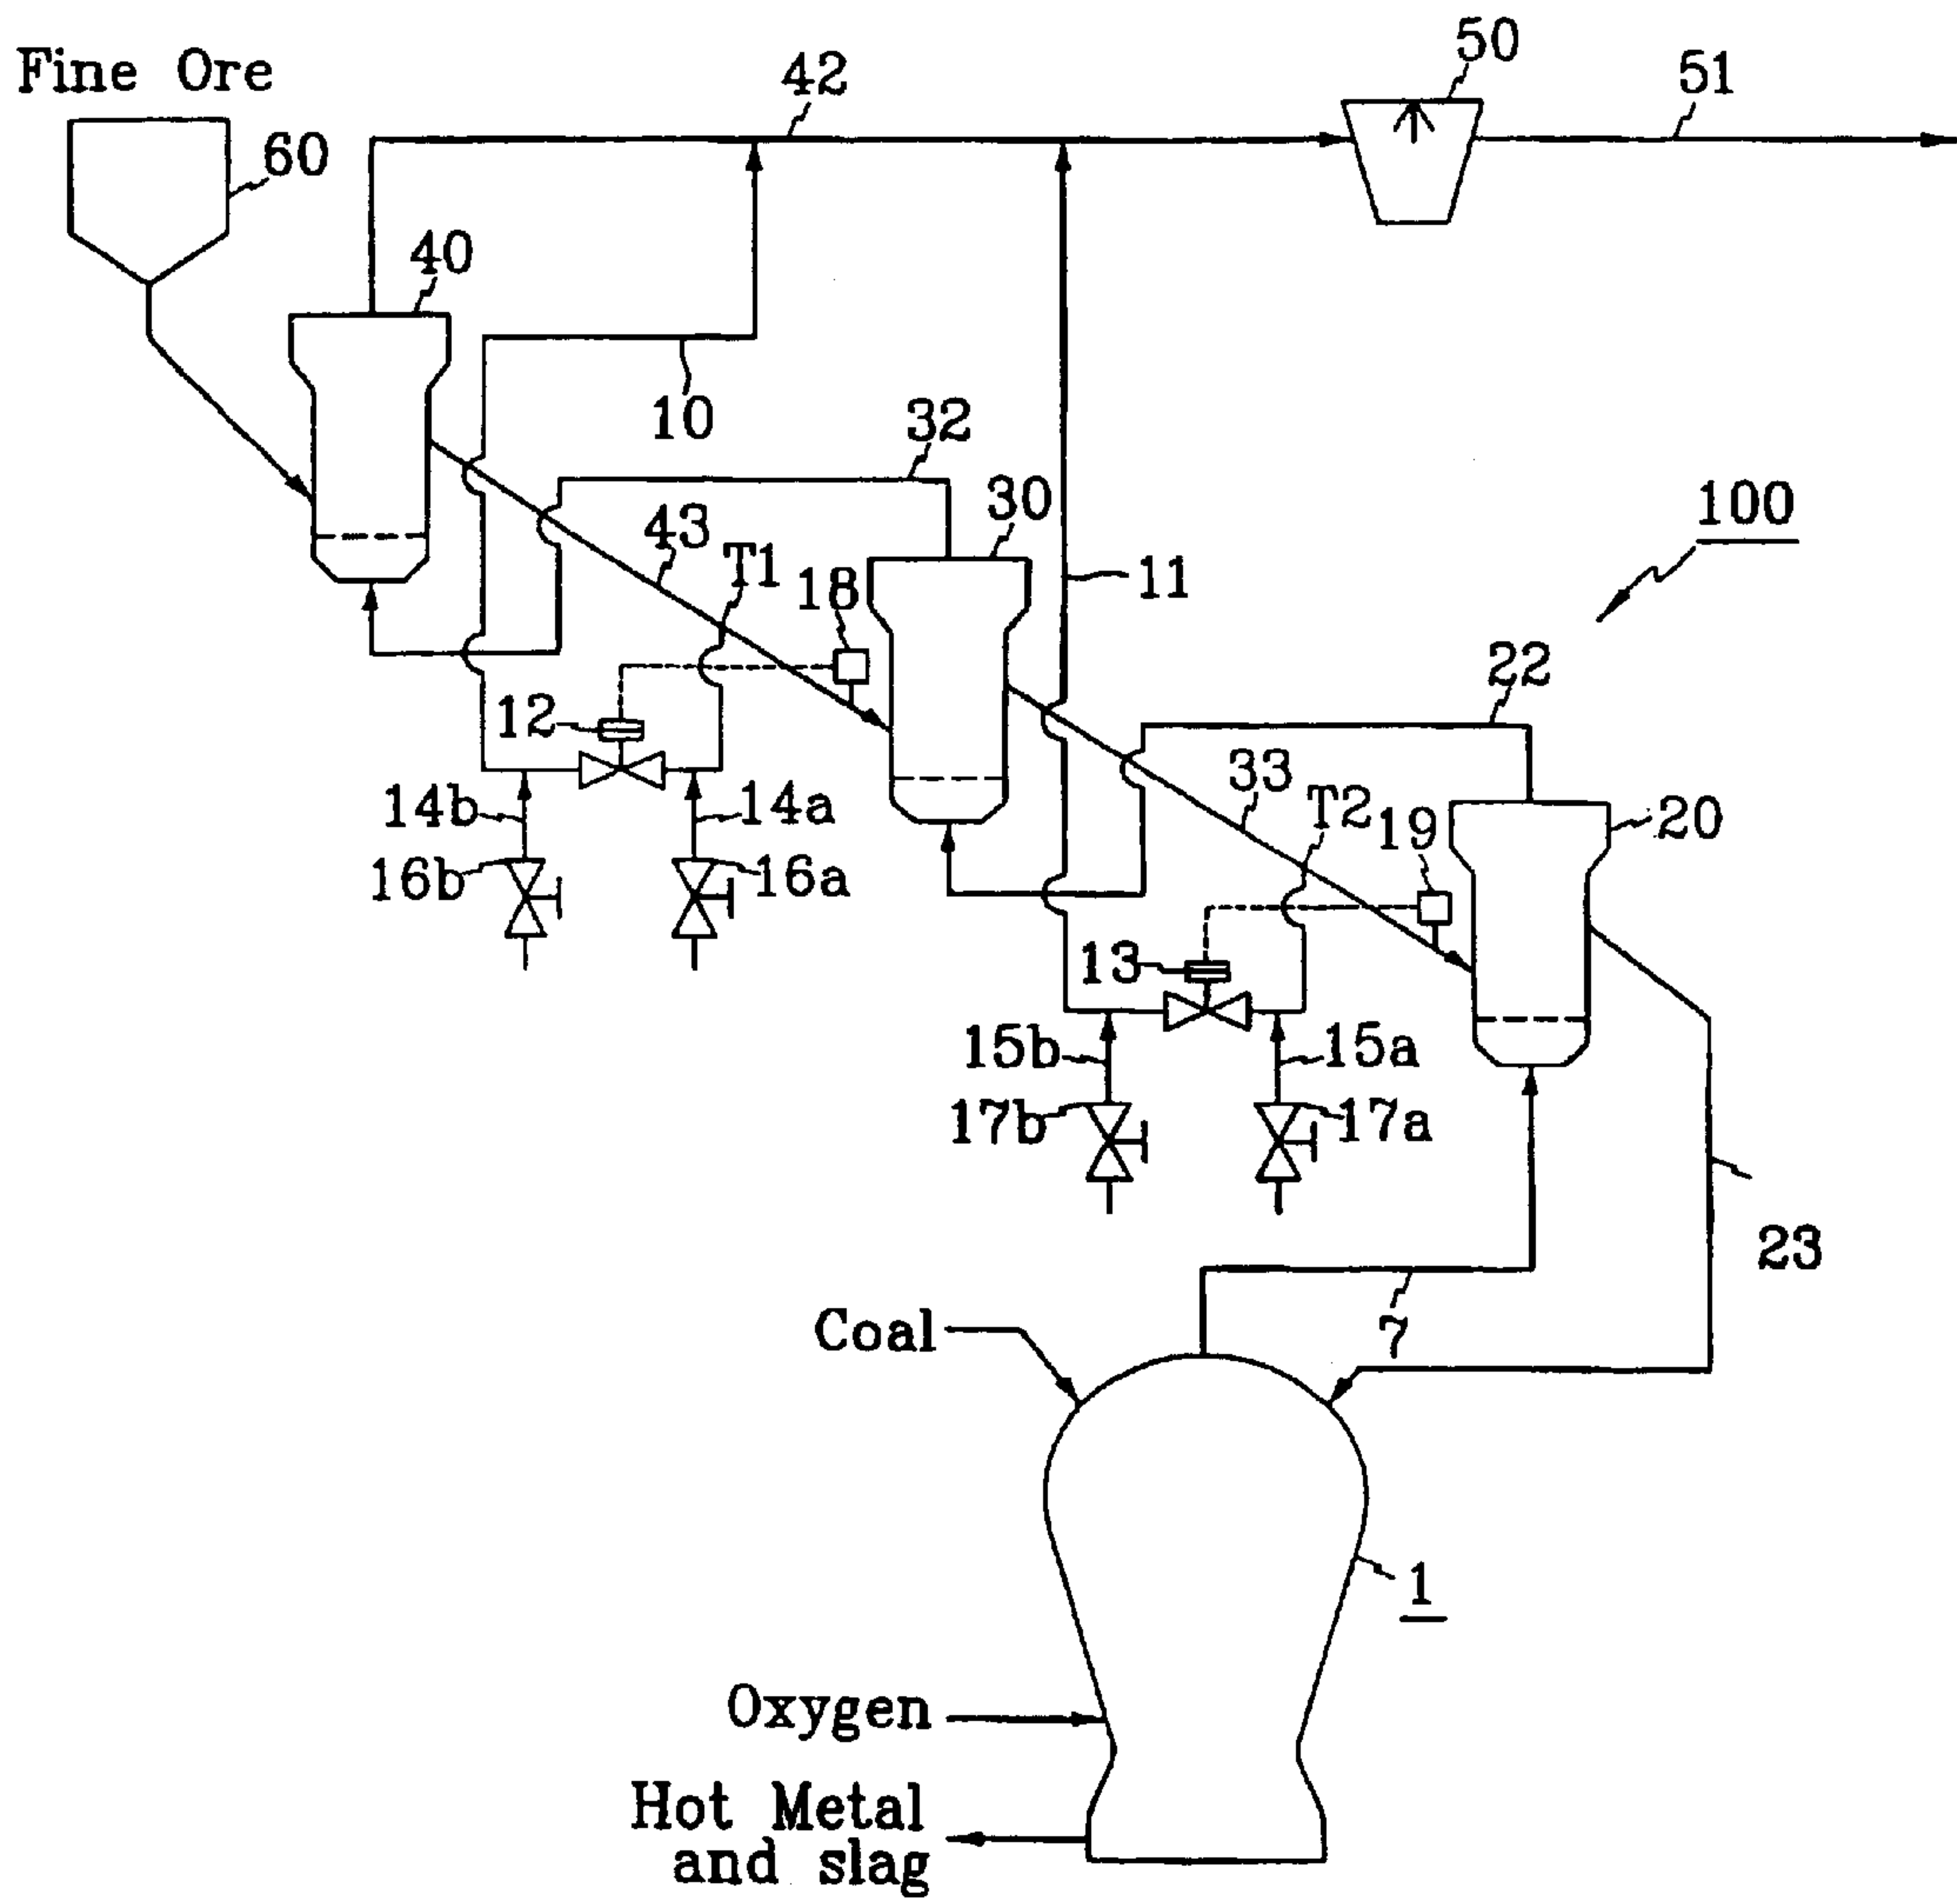 50
42
51
Fine Ore
60
40
10
32
30
100
43
T1
18
11
22
12
33
T2
19
20
14b
14a
16b
16a
13
15b
15a
17b
17a
23
7
Coal
1
Oxygen
Hot Metal
and slag